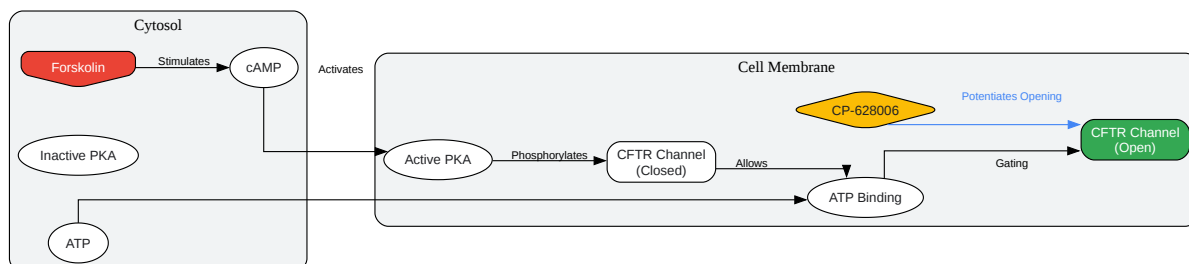 Cytosol
Forskolin
Stimulates
cAMP
Activates
Cell Membrane
CP-628006
Potentiates Opening
CFTR Channel
(Open)
Inactive PKA
Active PKA
Phosphorylates
CFTR Channel
(Closed)
Allows
Gating
ATP Binding
ATP